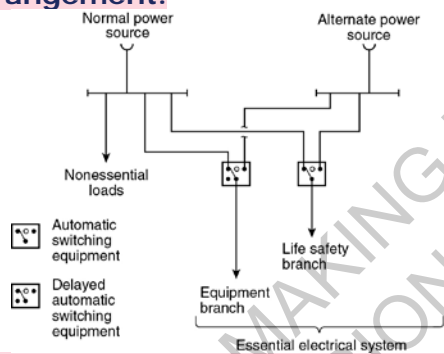 angement?
Normal power
source
Alternate power
source
Nonessential
loads
Automatic
switching
equipment
Delayed
automatic
switching
equipment
Life safety
branch
Equipment
branch
Essential electrical system
MAKING